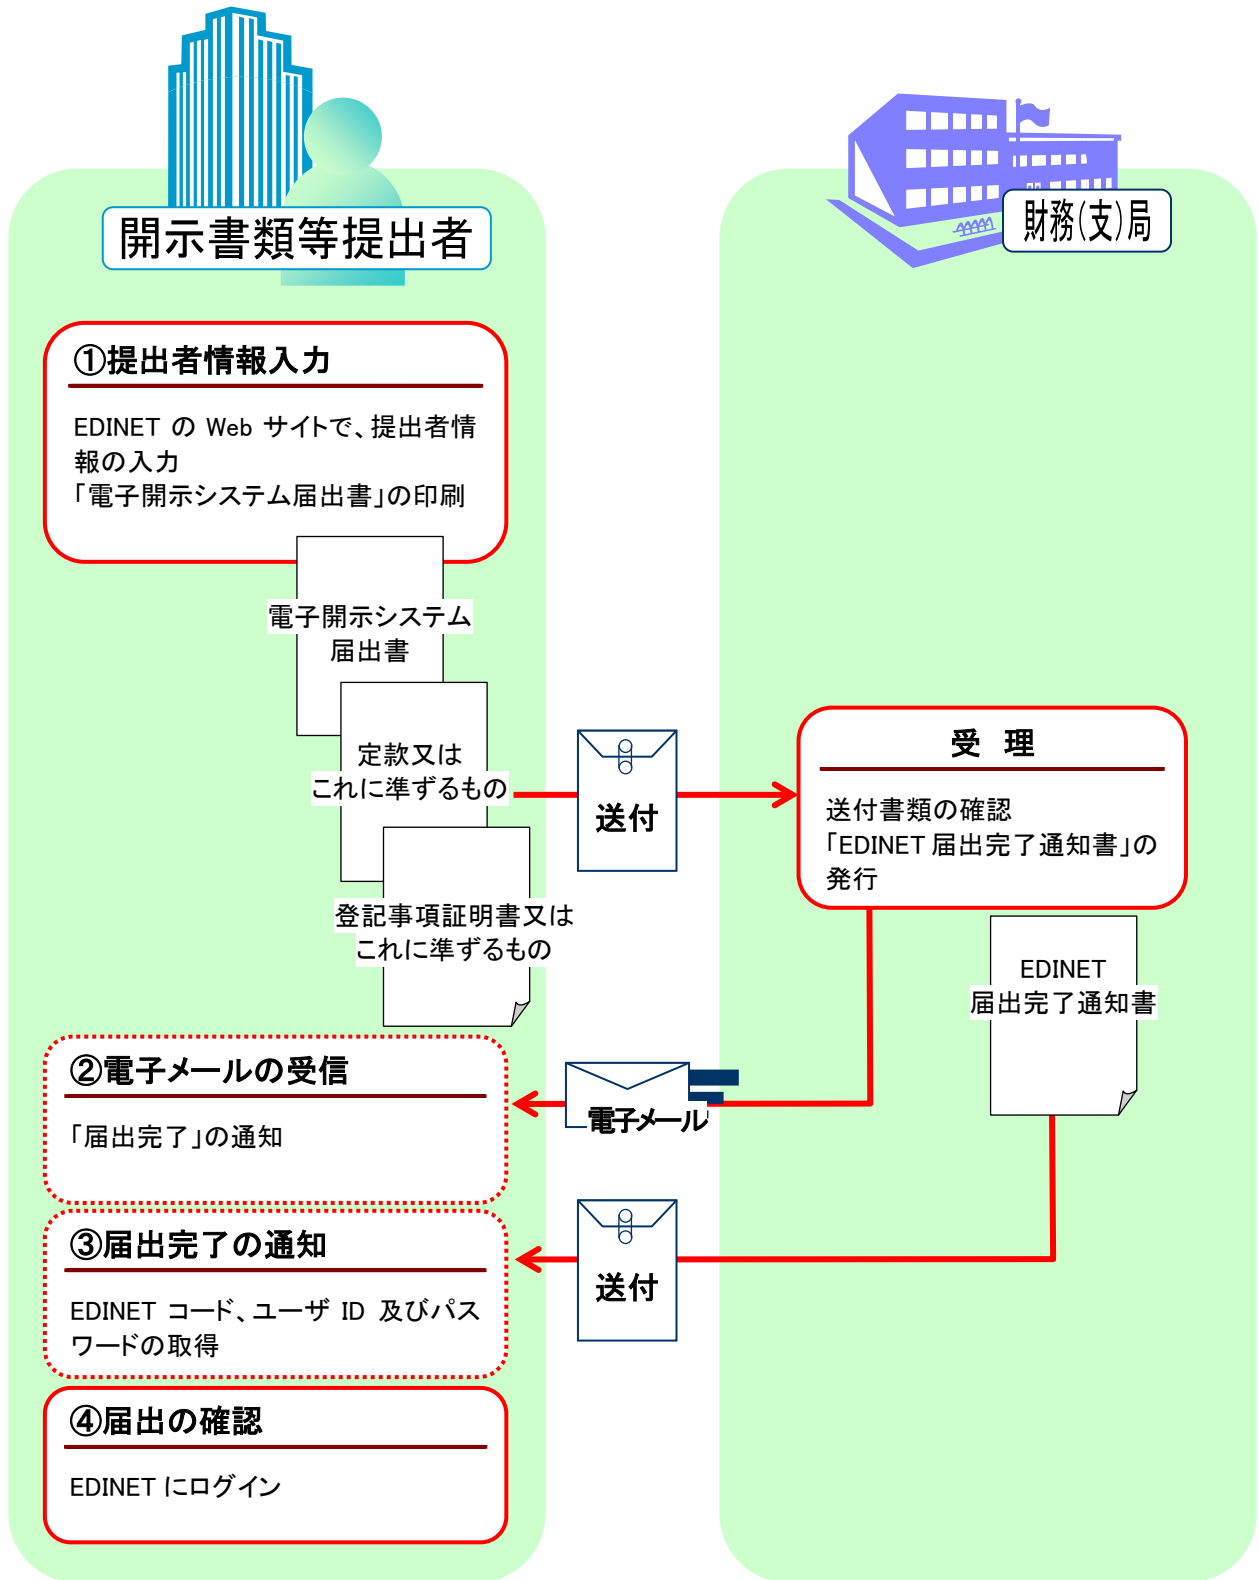 開示書類等提出者
財務(支)局
①提出者情報入力
EDINET の Web サイトで、提出者情
報の入力
「電子開示システム届出書」の印刷
電子開示システム
届出書
定款又は
これに準ずるもの
登記事項証明書又は
これに準ずるもの
送付
受 理
送付書類の確認
「EDINET 届出完了通知書」の
発行
EDINET
届出完了通知書
②電子メールの受信
「届出完了」の通知
電子メール
③届出完了の通知
EDINET コード、ユーザ ID 及びパス
ワードの取得
送付
④届出の確認
EDINET にログイン